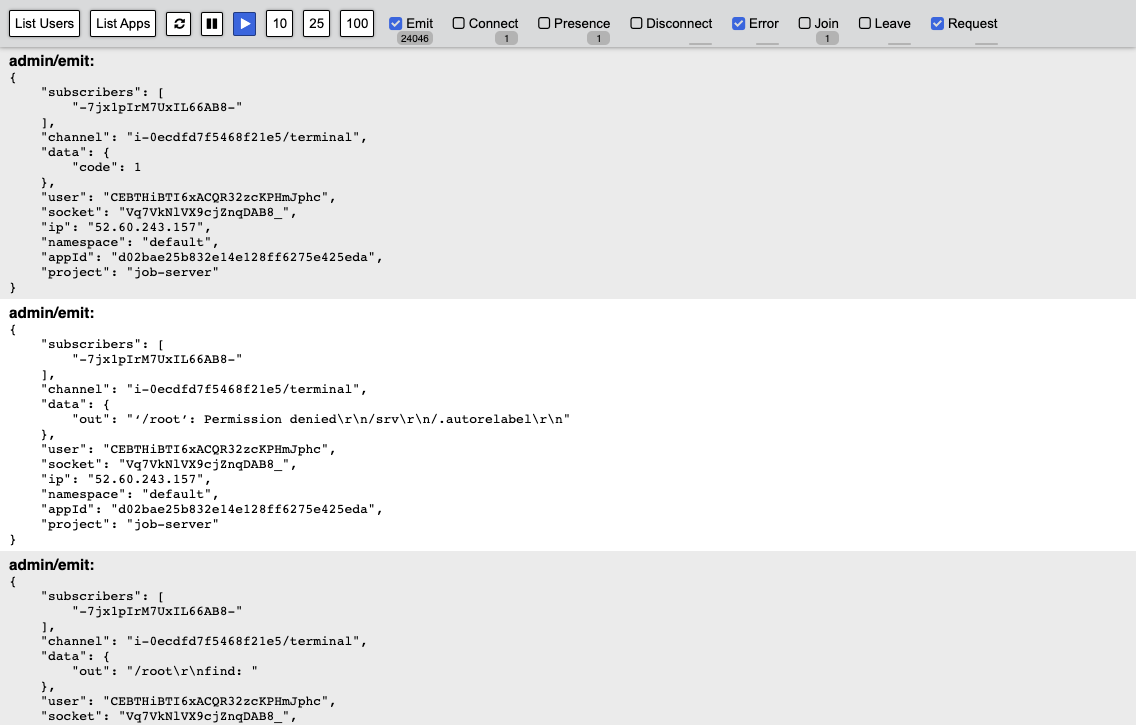 List Users List Apps 10 25 100 Emit Connect Presence Disconnect Error Join Leave Request
24046 1 1 1
admin/emit:
{
    "subscribers": [
        "-7jx1pIrM7UxIL66AB8-"
    ],
    "channel": "i-0ecdfd7f5468f21e5/terminal",
    "data": {
        "code": 1
    },
    "user": "CEBTHiBTI6xACQR32zcKPHmJphc",
    "socket": "Vq7VkNlVX9cjZnqDAB8_",
    "ip": "52.60.243.157",
    "namespace": "default",
    "appId": "d02bae25b832e14e128ff6275e425eda",
    "project": "job-server"
}
admin/emit:
{
    "subscribers": [
        "-7jx1pIrM7UxIL66AB8-"
    ],
    "channel": "i-0ecdfd7f5468f21e5/terminal",
    "data": {
        "out": "‘/root’: Permission denied\r\n/srv\r\n/.autorelabel\r\n"
    },
    "user": "CEBTHiBTI6xACQR32zcKPHmJphc",
    "socket": "Vq7VkNlVX9cjZnqDAB8_",
    "ip": "52.60.243.157",
    "namespace": "default",
    "appId": "d02bae25b832e14e128ff6275e425eda",
    "project": "job-server"
}
admin/emit:
{
    "subscribers": [
        "-7jx1pIrM7UxIL66AB8-"
    ],
    "channel": "i-0ecdfd7f5468f21e5/terminal",
    "data": {
        "out": "/root\r\nfind: "
    },
    "user": "CEBTHiBTI6xACQR32zcKPHmJphc",
    "socket": "Vq7VkNlVX9cjZnqDAB8_",